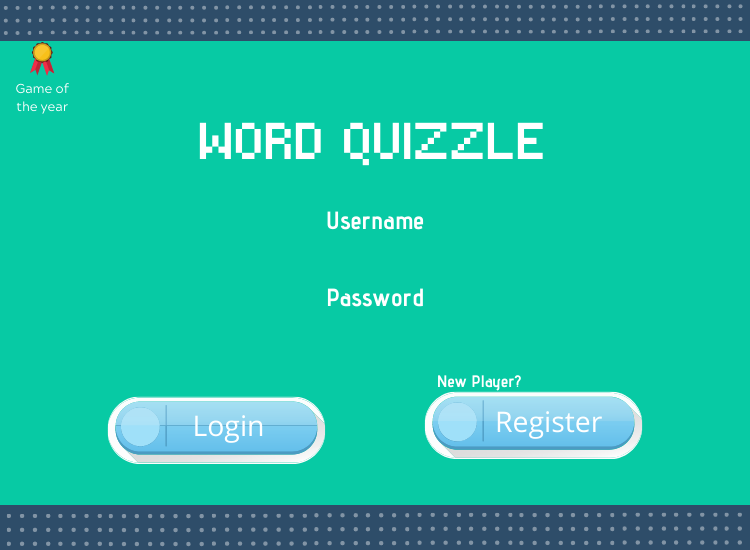 Game of
the year
WORD QUIZZLE
Username
Password
New Player?
Login
Register